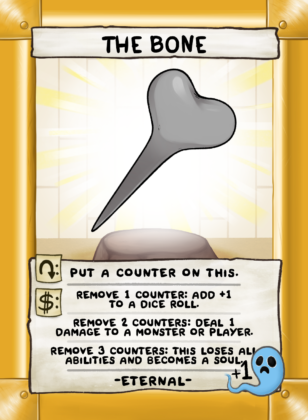 THE BONE
PUT A COUNTER ON THIS.
$:
REMOVE 1 COUNTER: ADD +1
TO A DICE ROLL.
REMOVE 2 COUNTERS: DEAL 1
DAMAGE TO A MONSTER OR PLAYER.
REMOVE 3 COUNTERS: THIS LOSES ALL
ABILITIES AND BECOMES A SOUL.
+1
-ETERNAL-